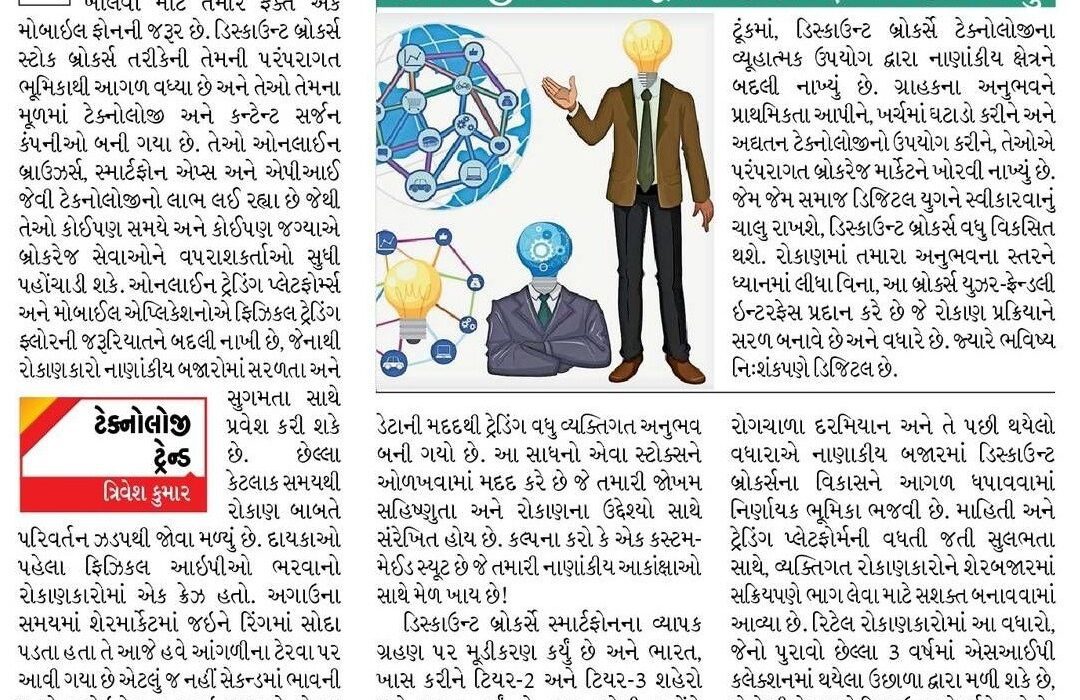 ખોલવા માટે તમારે ફક્ત એક
મોબાઇલ ફોનની જરૂર છે. ડિસ્કાઉન્ટ બ્રોકર્સ
સ્ટોક બ્રોકર્સ તરીકેની તેમની પરંપરાગત
ભૂમિકાથી આગળ વધ્યા છે અને તેઓ તેમના
મૂળમાં ટેક્નોલોજી અને કન્ટેન્ટ સર્જન
કંપનીઓ બની ગયા છે. તેઓ ઓનલાઈન
બ્રાઉઝર્સ, સ્માર્ટફોન એપ્સ અને એપીઆઈ
જેવી ટેક્નોલોજીનો લાભ લઈ રહ્યા છે જેથી
તેઓ કોઈપણ સમયે અને કોઈપણ જગ્યાએ
બ્રોકરેજ સેવાઓને વપરાશકર્તાઓ સુધી
પહોંચાડી શકે. ઓનલાઈન ટ્રેડિંગ પ્લેટફોર્મ્સ
અને મોબાઈલ એપ્લિકેશનોએ ફિઝિકલ ટ્રેડિંગ
ફ્લોરની જરૂરિયાતને બદલી નાખી છે, જેનાથી
રોકાણકારો નાણાંકીય બજારોમાં સરળતા અને
સુગમતા સાથે
પ્રવેશ કરી શકે
છે. છેલ્લા
કેટલાક સમયથી
રોકાણ બાબતે
ટેક્નોલોજી
ટ્રેન્ડ
ત્રિવેશ કુમાર
પરિવર્તન ઝડપથી જોવા મળ્યું છે. દાયકાઓ
પહેલા ફિઝિકલ આઇપીઓ ભરવાનો
રોકાણકારોમાં એક ક્રેઝ હતો. અગાઉના
સમયમાં શેરમાર્કેટમાં જઇને રિંગમાં સોદા
પડતા હતા તે આજે હવે આંગળીના ટેરવા પર
આવી ગયા છે એટલું જ નહીં સેકન્ડમાં ભાવની
ડેટાની મદદથી ટ્રેડિંગ વધુ વ્યક્તિગત અનુભવ
બની ગયો છે. આ સાધનો એવા સ્ટોક્સને
ઓળખવામાં મદદ કરે છે જે તમારી જોખમ
સહિષ્ણુતા અને રોકાણના ઉદ્દેશ્યો સાથે
સંરેખિત હોય છે. કલ્પના કરો કે એક કસ્ટમ-
મેઈડ સ્યૂટ છે જે તમારી નાણાંકીય આકાંક્ષાઓ
સાથે મેળ ખાય છે!
ડિસ્કાઉન્ટ બ્રોકર્સે સ્માર્ટફોનના વ્યાપક
ગ્રહણ પર મૂડીકરણ કર્યું છે અને ભારત,
ખાસ કરીને ટિયર-2 અને ટિયર-3 શહેરો
ટૂંકમાં, ડિસ્કાઉન્ટ બ્રોકર્સે ટેક્નોલોજીના
વ્યૂહાત્મક ઉપયોગ દ્વારા નાણાંકીય ક્ષેત્રને
બદલી નાખ્યું છે. ગ્રાહકના અનુભવને
પ્રાથમિકતા આપીને, ખર્ચમાં ઘટાડો કરીને અને
અદ્યતન ટેક્નોલોજીનો ઉપયોગ કરીને, તેઓએ
પરંપરાગત બ્રોકરેજ માર્કેટને ખોરવી નાખ્યું છે.
જેમ જેમ સમાજ ડિજિટલ યુગને સ્વીકારવાનું
ચાલુ રાખશે, ડિસ્કાઉન્ટ બ્રોકર્સ વધુ વિકસિત
થશે. રોકાણમાં તમારા અનુભવના સ્તરને
ધ્યાનમાં લીધા વિના, આ બ્રોકર્સ યુઝર-ફ્રેન્ડલી
ઇન્ટરફેસ પ્રદાન કરે છે જે રોકાણ પ્રક્રિયાને
સરળ બનાવે છે અને વધારે છે. જ્યારે ભવિષ્ય
નિઃશંકપણે ડિજિટલ છે.
રોગચાળા દરમિયાન અને તે પછી થયેલો
વધારાએ નાણાકીય બજારમાં ડિસ્કાઉન્ટ
બ્રોકર્સના વિકાસને આગળ ધપાવવામાં
નિર્ણાયક ભૂમિકા ભજવી છે. માહિતી અને
ટ્રેડિંગ પ્લેટફોર્મની વધતી જતી સુલભતા
સાથે, વ્યક્તિગત રોકાણકારોને શેરબજારમાં
સક્રિયપણે ભાગ લેવા માટે સશક્ત બનાવવામાં
આવ્યા છે. રિટેલ રોકાણકારોમાં આ વધારો,
જેનો પુરાવો છેલ્લા 3 વર્ષમાં એસઆઈપી
કલેક્શનમાં થયેલા ઉછાળા દ્વારા મળી શકે છે,